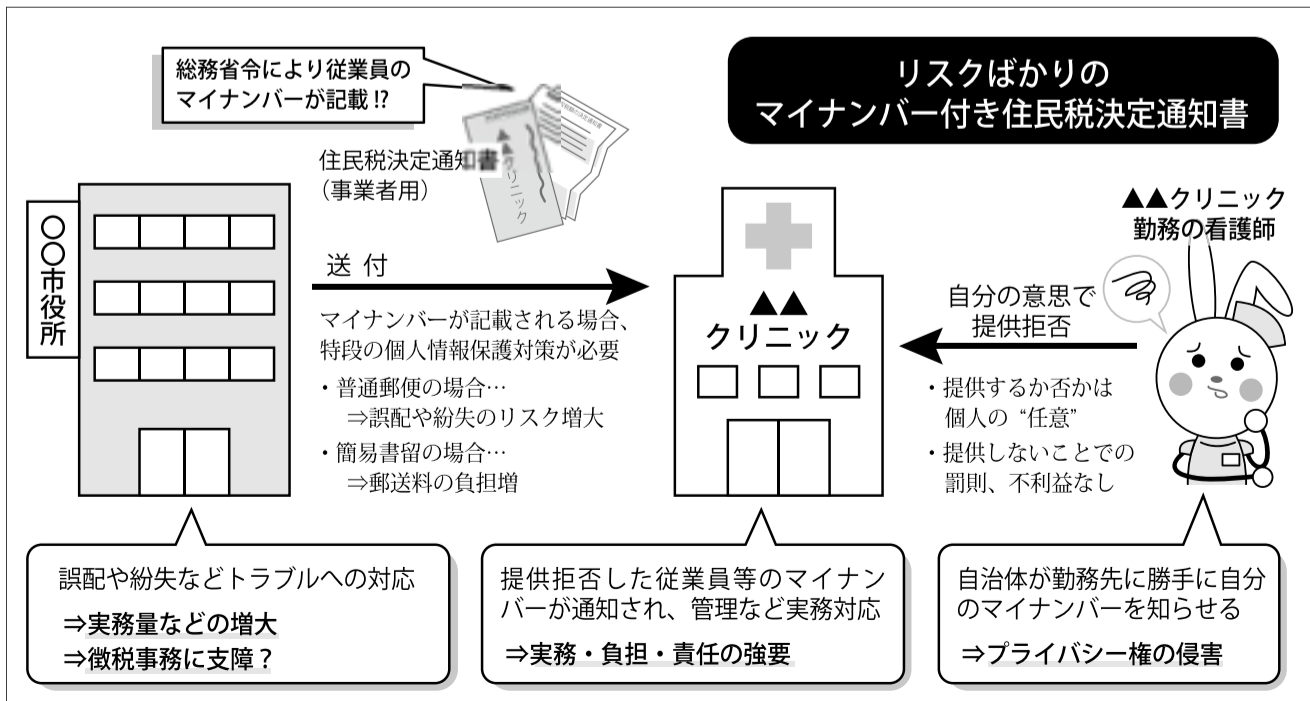 リスクばかりの
マイナンバー付き住民税決定通知書
総務省令により従業員の
マイナンバーが記載!?
住民税決定通知書
（事業者用）
▲▲クリニック
〇〇市役所
送付
マイナンバーが記載される場合、
特段の個人情報保護対策が必要
・普通郵便の場合…
⇒誤配や紛失のリスク増大
・簡易書留の場合…
⇒郵送料の負担増
▲▲
クリニック
▲▲クリニック
勤務の看護師
自分の意思で
提供拒否
・提供するか否かは
個人の“任意”
・提供しないことでの
罰則、不利益なし
誤配や紛失などトラブルへの対応
⇒実務量などの増大
⇒徴税事務に支障？
提供拒否した従業員等のマイナン
バーが通知され、管理など実務対応
⇒実務・負担・責任の強要
自治体が勤務先に勝手に自分
のマイナンバーを知らせる
⇒プライバシー権の侵害